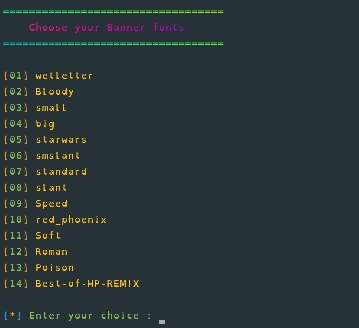 ==================================
Choose your Banner fonts
==================================
[01] wetletter
[02] Bloody
[03] small
[04] big
[05] starwars
[06] smslant
[07] standard
[08] slant
[09] Speed
[10] red_phoenix
[11] Soft
[12] Roman
[13] Poison
[14] Best-of-HP-REMIX
[*] Enter your choice :